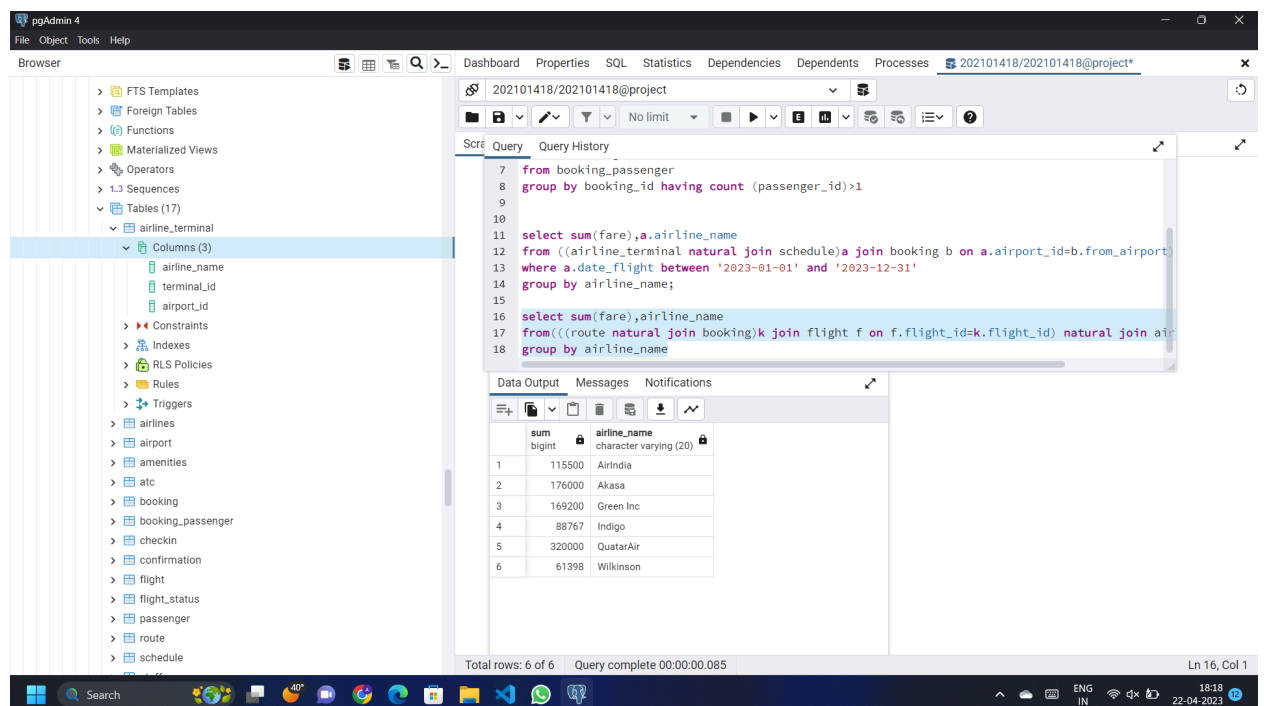 pgAdmin 4
File Object Tools Help
Browser
Dashboard Properties SQL Statistics Dependencies Dependents Processes 202101418/202101418@project*
FTS Templates
Foreign Tables
Functions
Materialized Views
Operators
1..3 Sequences
Tables (17)
airline_terminal
Columns (3)
airline_name
terminal_id
airport_id
Constraints
Indexes
RLS Policies
Rules
Triggers
airlines
airport
amenities
atc
booking
booking_passenger
checkin
confirmation
flight
flight_status
passenger
route
schedule
202101418/202101418@project
No limit
E
Scra
Query Query History
7 from booking_passenger
8 group by booking_id having count (passenger_id)>1
9
10
11 select sum(fare),a.airline_name
12 from ((airline_terminal natural join schedule)a join booking b on a.airport_id=b.from_airport)
13 where a.date_flight between '2023-01-01' and '2023-12-31'
14 group by airline_name;
15
16 select sum(fare),airline_name
17 from(((route natural join booking)k join flight f on f.flight_id=k.flight_id) natural join air
18 group by airline_name
Data Output Messages Notifications
sum bigint airline_name character varying (20)
1 115500 AirIndia
2 176000 Akasa
3 169200 Green Inc
4 88767 Indigo
5 320000 QuatarAir
6 61398 Wilkinson
Total rows: 6 of 6 Query complete 00:00:00.085 Ln 16, Col 1
Search 40° ENG IN 18:18 22-04-2023 12